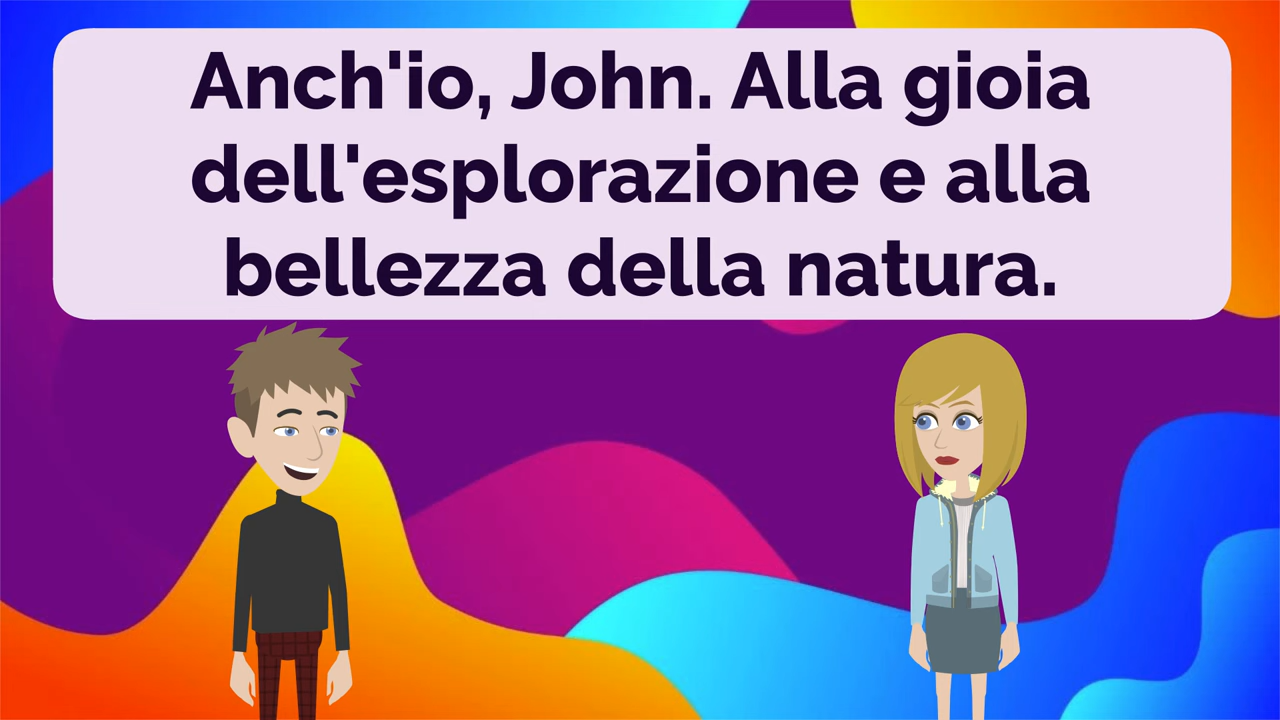 Anch'io, John. Alla gioia
dell'esplorazione e alla
bellezza della natura.